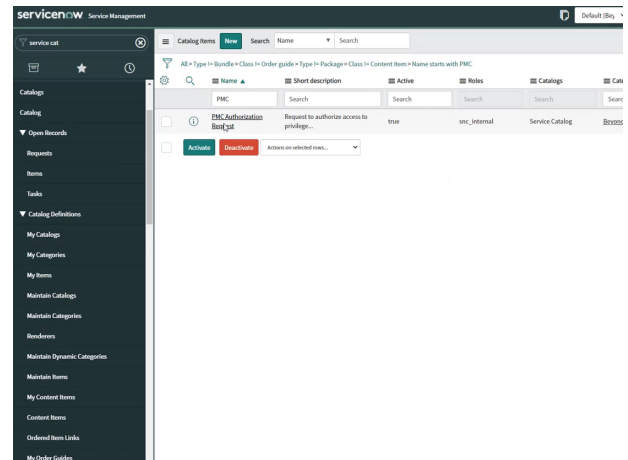 servicenow Service Management
Default (Bey
service cat
Catalog Items New Search Name Search
All > Type != Bundle > Class != Order guide > Type != Package > Class != Content Item > Name starts with PMC
Name Short description Active Roles Catalogs Cate
PMC Search Search Search Search Searc
PMC Authorization Request
Request to authorize access to privilege...
true snc_internal Service Catalog Beyond
Activate Deactivate Actions on selected rows...
Catalogs
Catalog
Open Records
Requests
Items
Tasks
Catalog Definitions
My Catalogs
My Categories
My Items
Maintain Catalogs
Maintain Categories
Renderers
Maintain Dynamic Categories
Maintain Items
My Content Items
Content Items
Ordered Item Links
My Order Guides